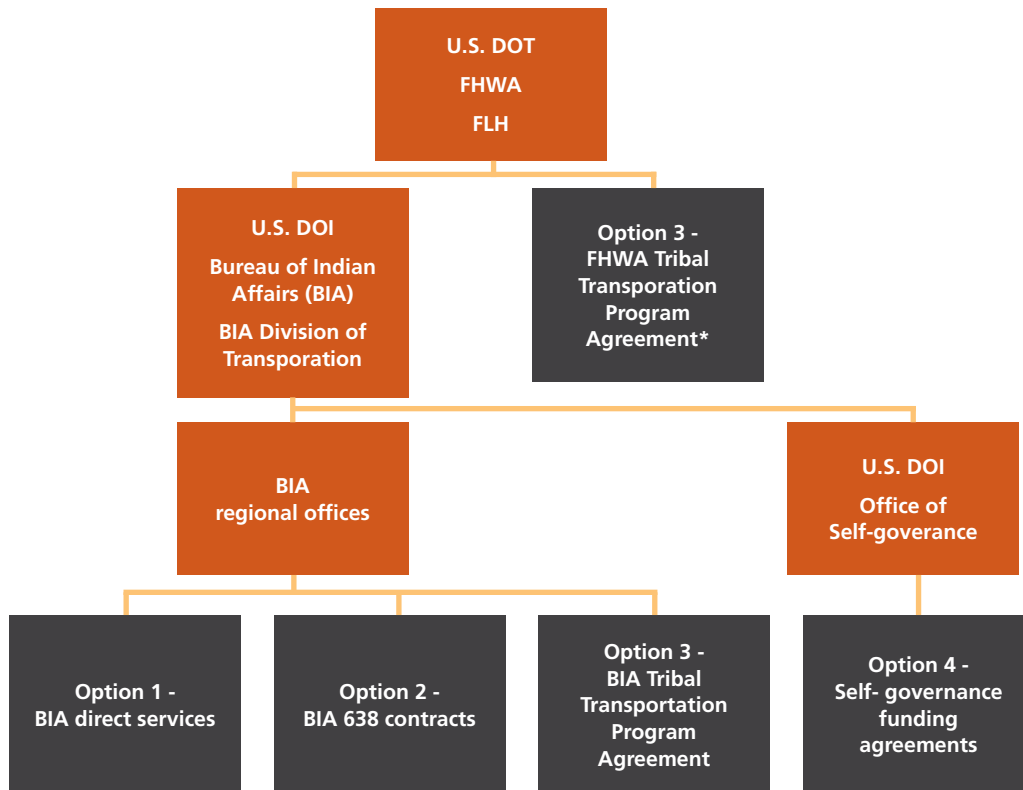 U.S. DOT
FHWA
FLH
U.S. DOI
Bureau of Indian
Affairs (BIA)
BIA Division of
Transporation
Option 3 -
FHWA Tribal
Transporation
Program
Agreement*
BIA
regional offices
U.S. DOI
Office of
Self-goverance
Option 1 -
BIA direct services
Option 2 -
BIA 638 contracts
Option 3 -
BIA Tribal
Transportation
Program
Agreement
Option 4 -
Self- governance
funding
agreements